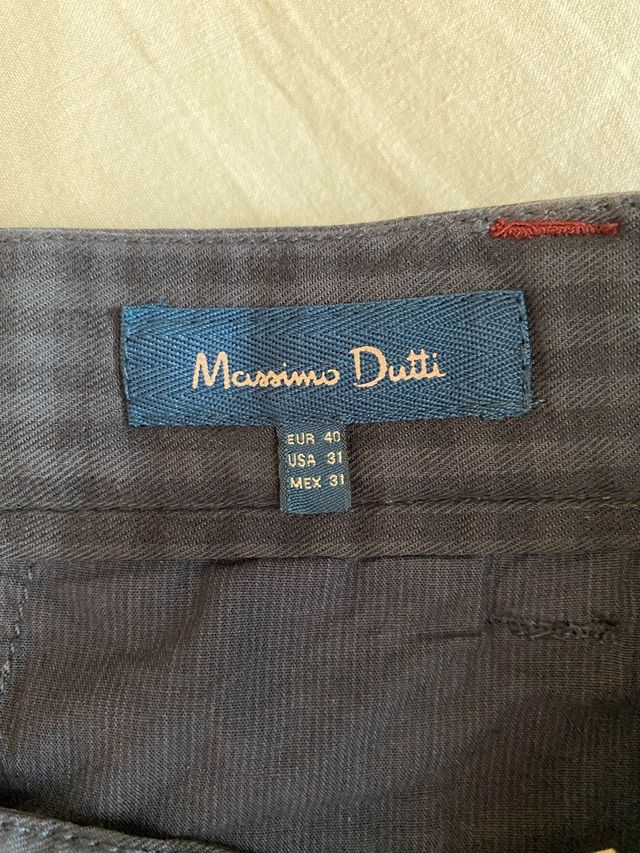 Massimo Dutti
EUR 40
USA 31
MEX 31